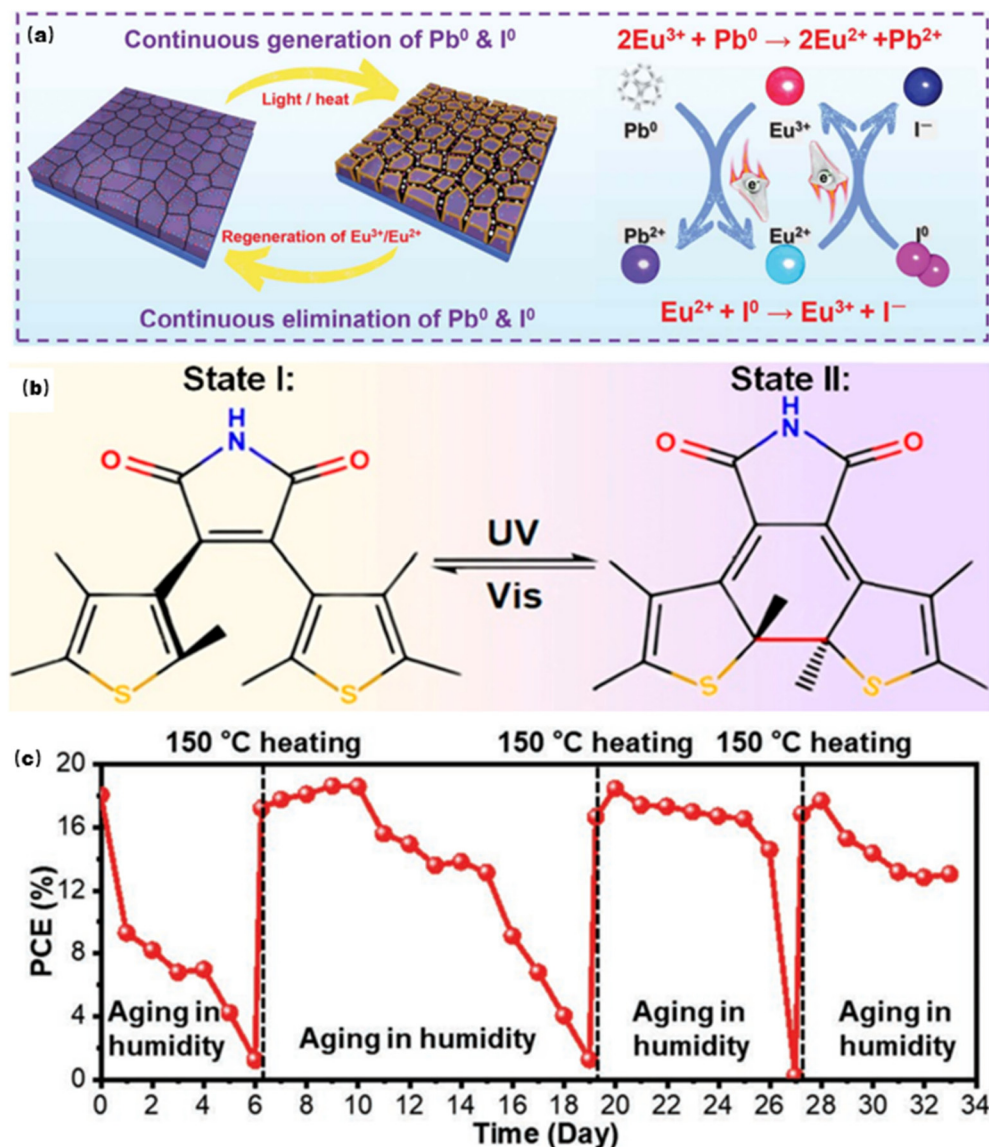 (a)
Continuous generation of Pb⁰ & I⁰
2Eu³⁺ + Pb⁰ → 2Eu²⁺ +Pb²⁺
Light / heat
Pb⁰
Eu³⁺
I⁻
e⁻
e⁻
Regeneration of Eu³⁺/Eu²⁺
Pb²⁺
Eu²⁺
I⁰
Continuous elimination of Pb⁰ & I⁰
Eu²⁺ + I⁰ → Eu³⁺ + I⁻
(b)
State I:
State II:
H
N
O
O
S
S
UV
Vis
H
N
O
O
S
S
(c)
150 °C heating
150 °C heating
150 °C heating
PCE (%)
20
16
12
8
4
0
Aging in
humidity
Aging in humidity
Aging in
humidity
Aging in
humidity
0 2 4 6 8 10 12 14 16 18 20 22 24 26 28 30 32 34
Time (Day)